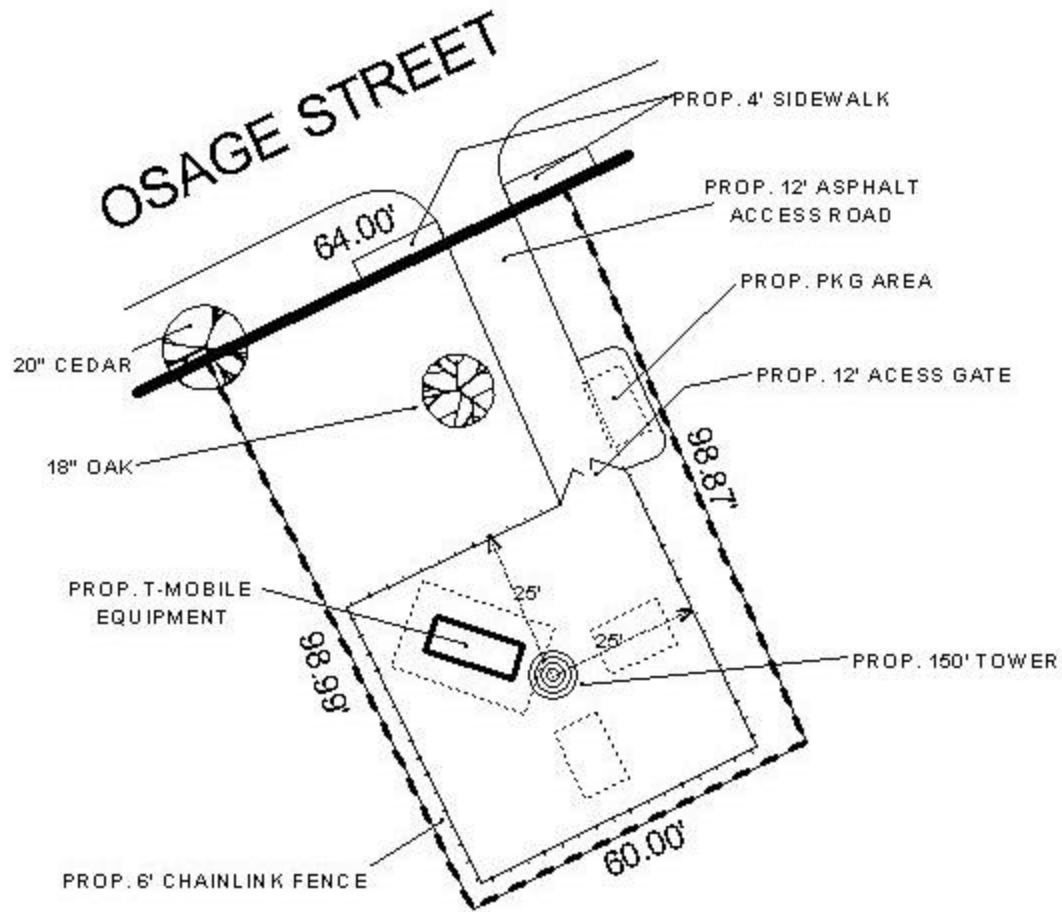 OSAGE STREET
PROP. 4' SIDEWALK
64.00'
PROP. 12' ASPHALT
ACCESS ROAD
PROP. PKG AREA
20" CEDAR
PROP. 12' ACESS GATE
18" OAK
98.87'
PROP. T-MOBILE
EQUIPMENT
25'
25'
98.99'
PROP. 150' TOWER
60.00'
PROP. 6' CHAINLINK FENCE